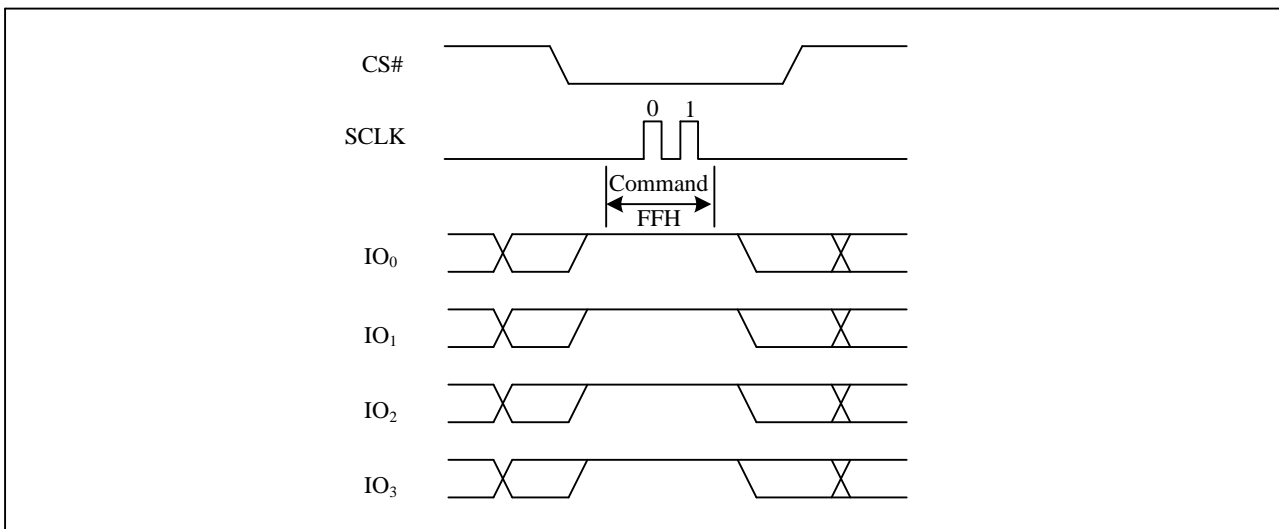 CS#
0 1
SCLK
Command
FFH
IO₀
IO₁
IO₂
IO₃